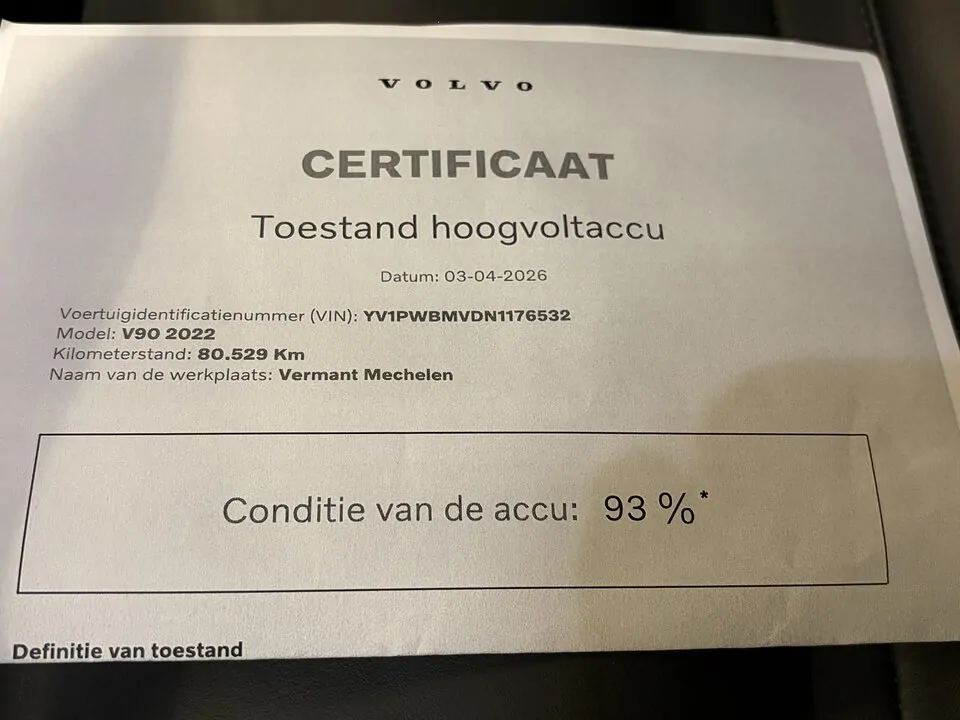 VOLVO
CERTIFICAAT
Toestand hoogvoltaccu
Datum: 03-04-2026
Voertuigidentificatienummer (VIN): YV1PWBMVDN1176532
Model: V90 2022
Kilometerstand: 80.529 Km
Naam van de werkplaats: Vermant Mechelen
Conditie van de accu: 93 %*
Definitie van toestand